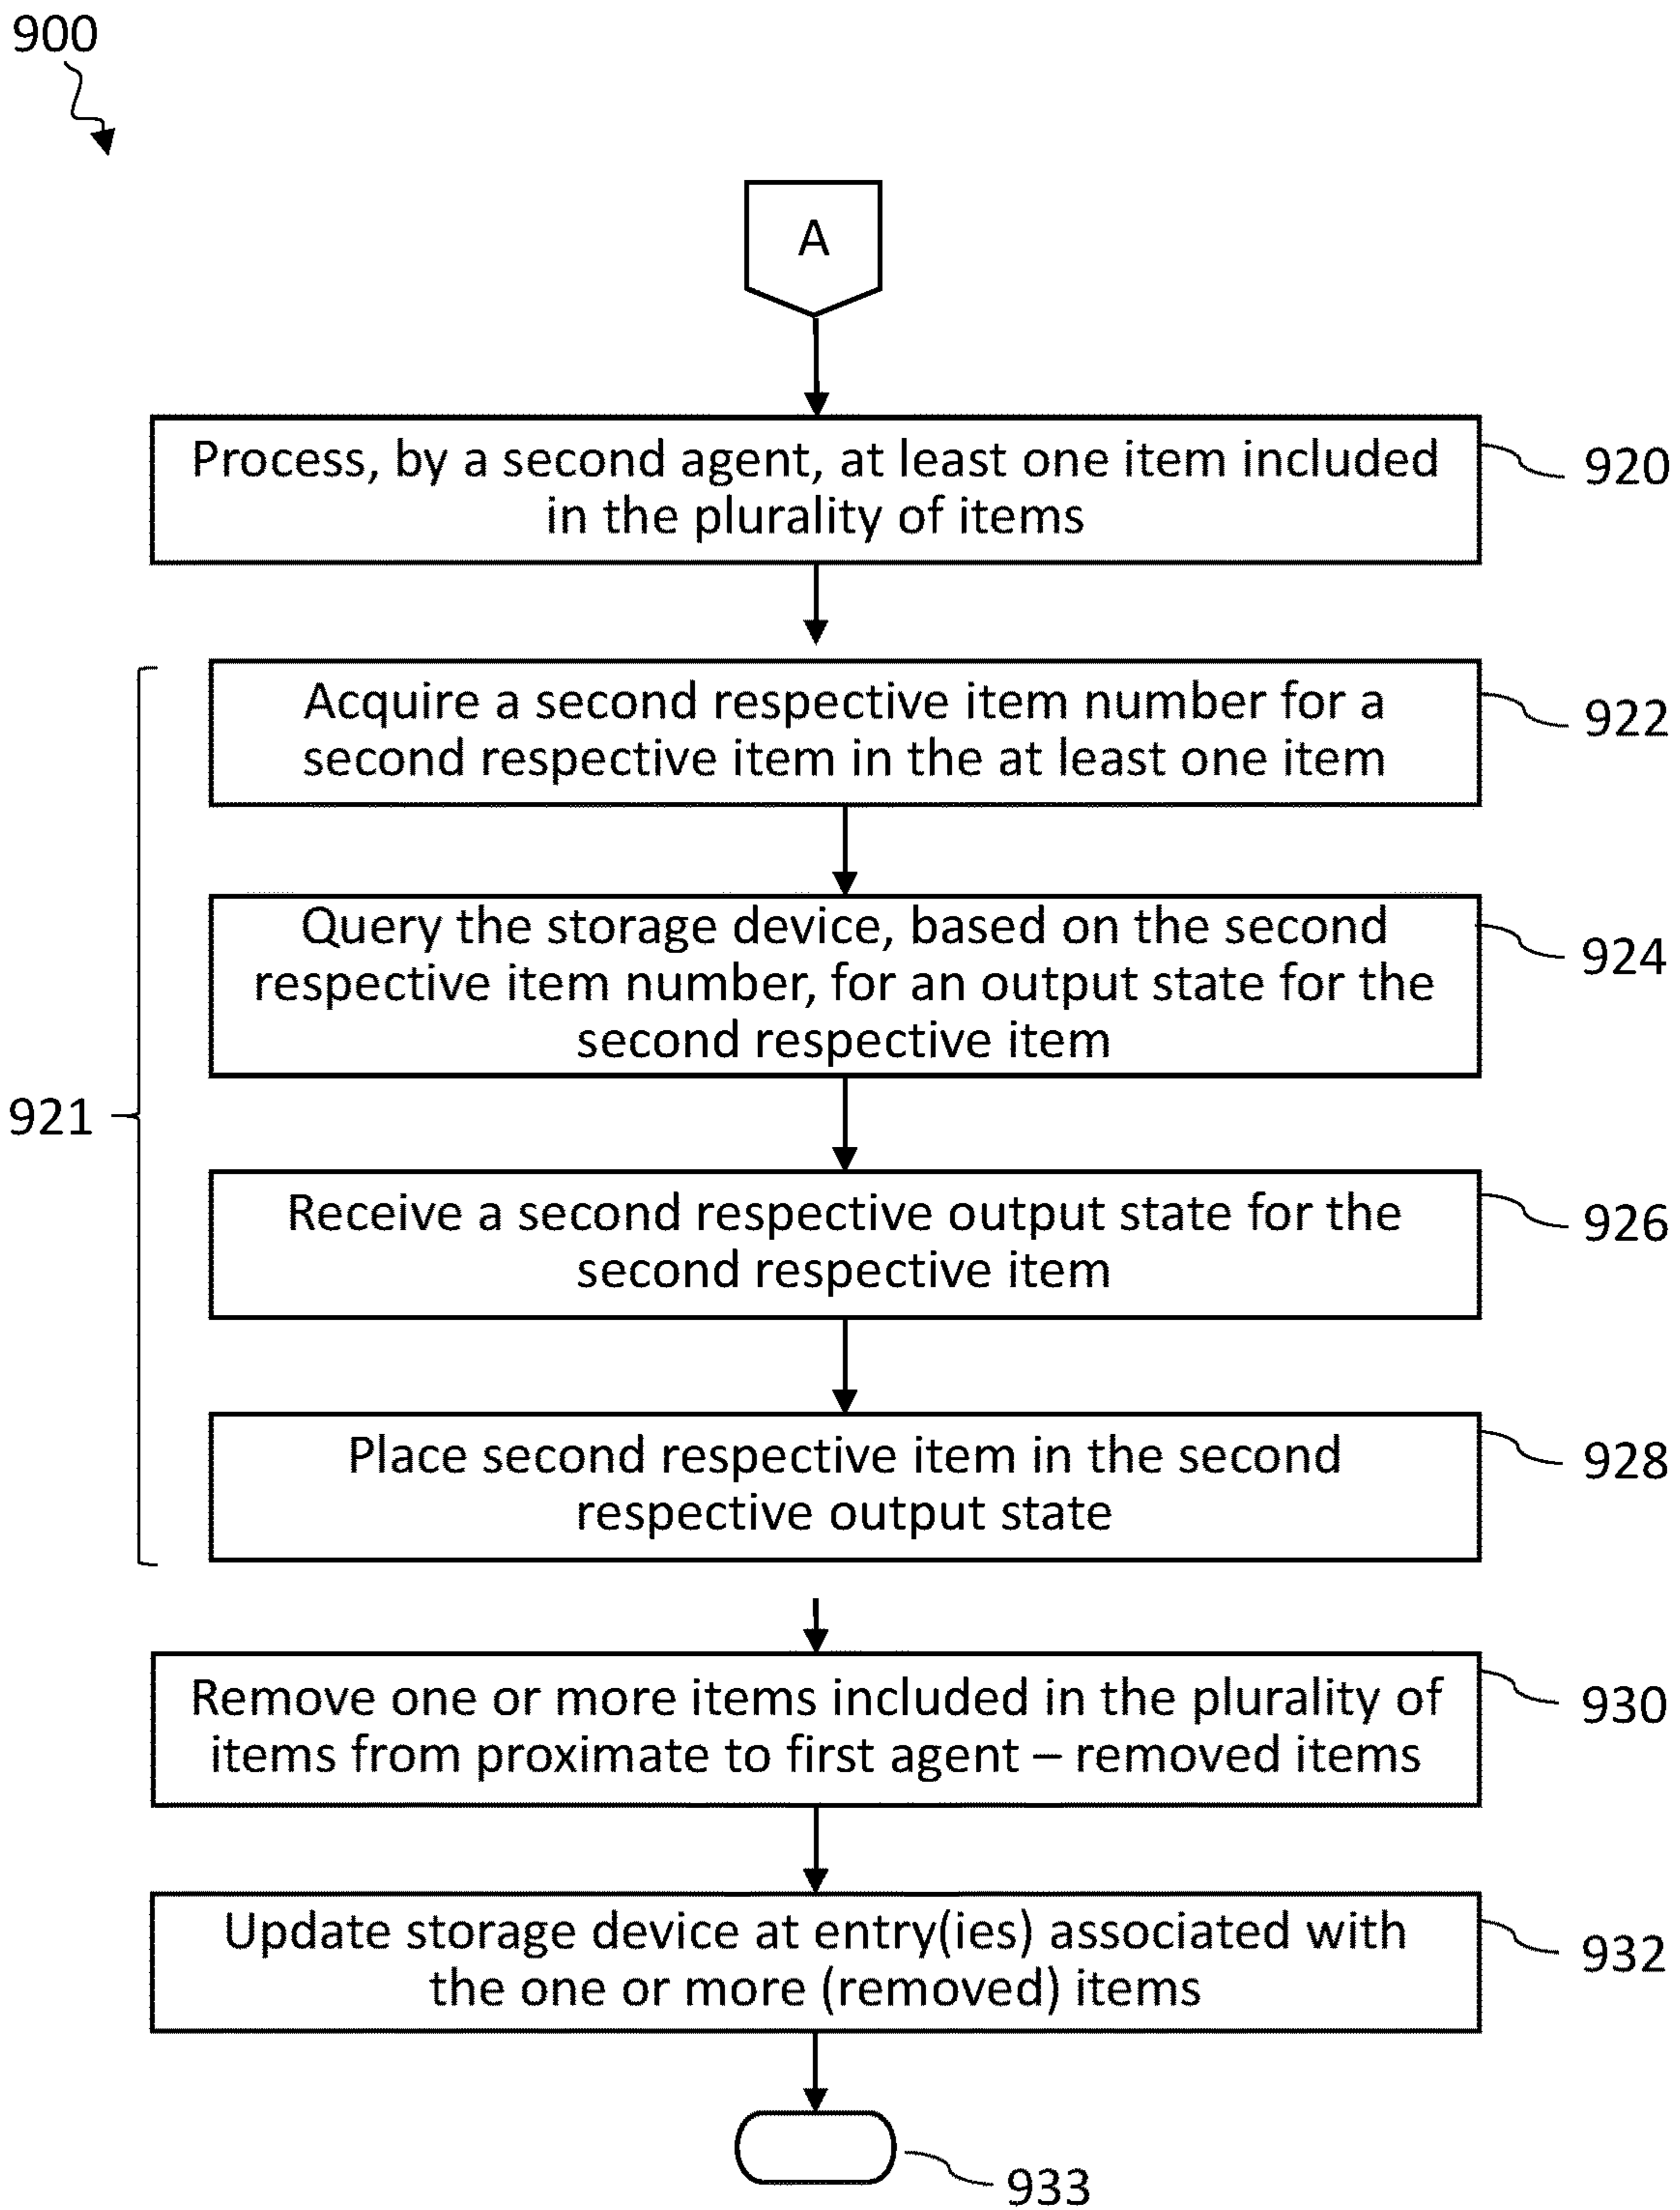 900
A
Process, by a second agent, at least one item included
in the plurality of items
920
Acquire a second respective item number for a
second respective item in the at least one item
922
Query the storage device, based on the second
respective item number, for an output state for the
second respective item
924
921
Receive a second respective output state for the
second respective item
926
Place second respective item in the second
respective output state
928
Remove one or more items included in the plurality of
items from proximate to first agent – removed items
930
Update storage device at entry(ies) associated with
the one or more (removed) items
932
933